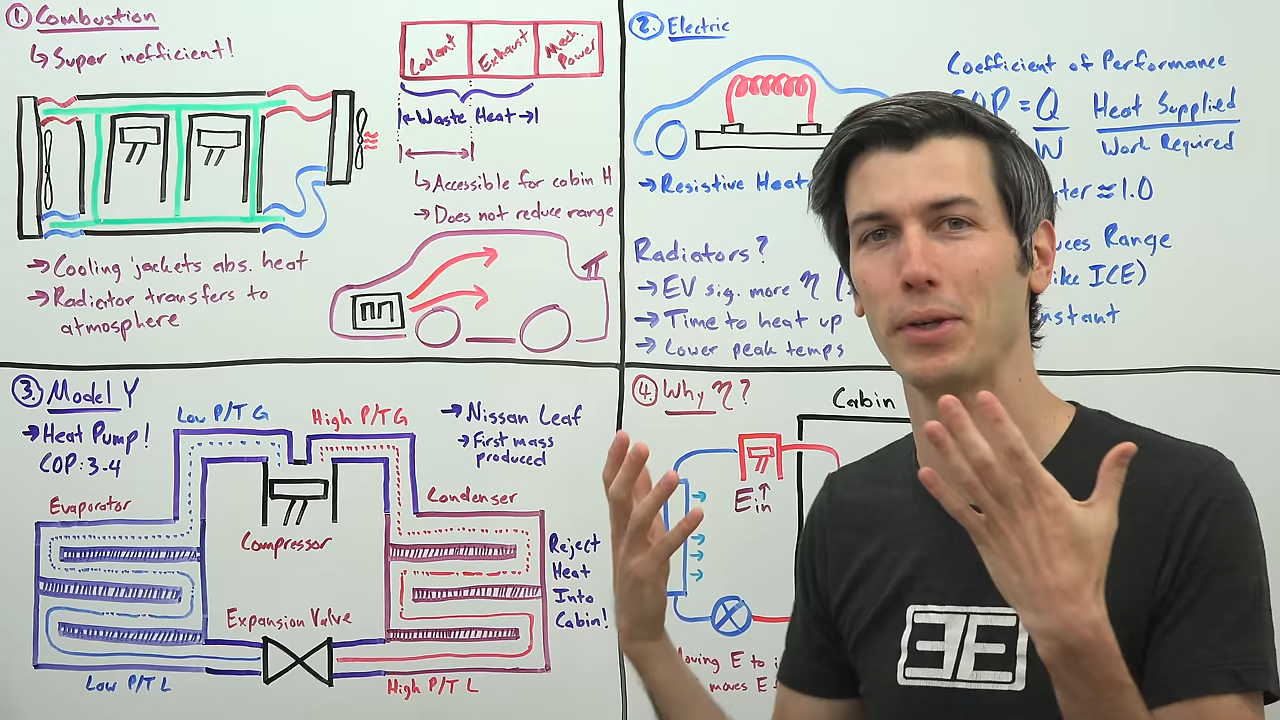 1. Combustion
↳ Super inefficient!
Coolant
Exhaust
Mech. Power
|← Waste Heat →|
↳ Accessible for cabin H
→ Does not reduce range
→ Cooling jackets abs. heat
→ Radiator transfers to
atmosphere
2. Electric
Coefficient of Performance
COP = Q Heat Supplied
W Work Required
→ Resistive Heat
≈ 1.0
Range
ICE)
Radiators?
→ EV sig. more η
→ Time to heat up
→ Lower peak temps
3. Model Y
→ Heat Pump!
COP: 3-4
Low P/T G
High P/T G
→ Nissan Leaf
→ First mass
produced
Evaporator
Condenser
Compressor
Reject
Heat
Into
Cabin!
Expansion Valve
Low P/T L
High P/T L
4. Why η?
Cabin
Ein
Moving E to
moves E
EE